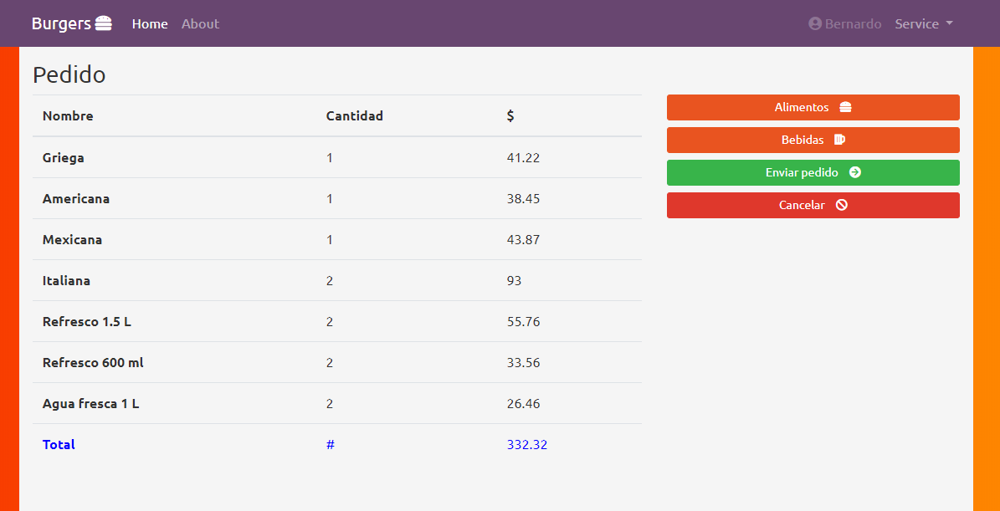 Burgers Home About Bernardo Service
Pedido
Nombre Cantidad $
Griega 1 41.22
Americana 1 38.45
Mexicana 1 43.87
Italiana 2 93
Refresco 1.5 L 2 55.76
Refresco 600 ml 2 33.56
Agua fresca 1 L 2 26.46
Total # 332.32
Alimentos
Bebidas
Enviar pedido
Cancelar